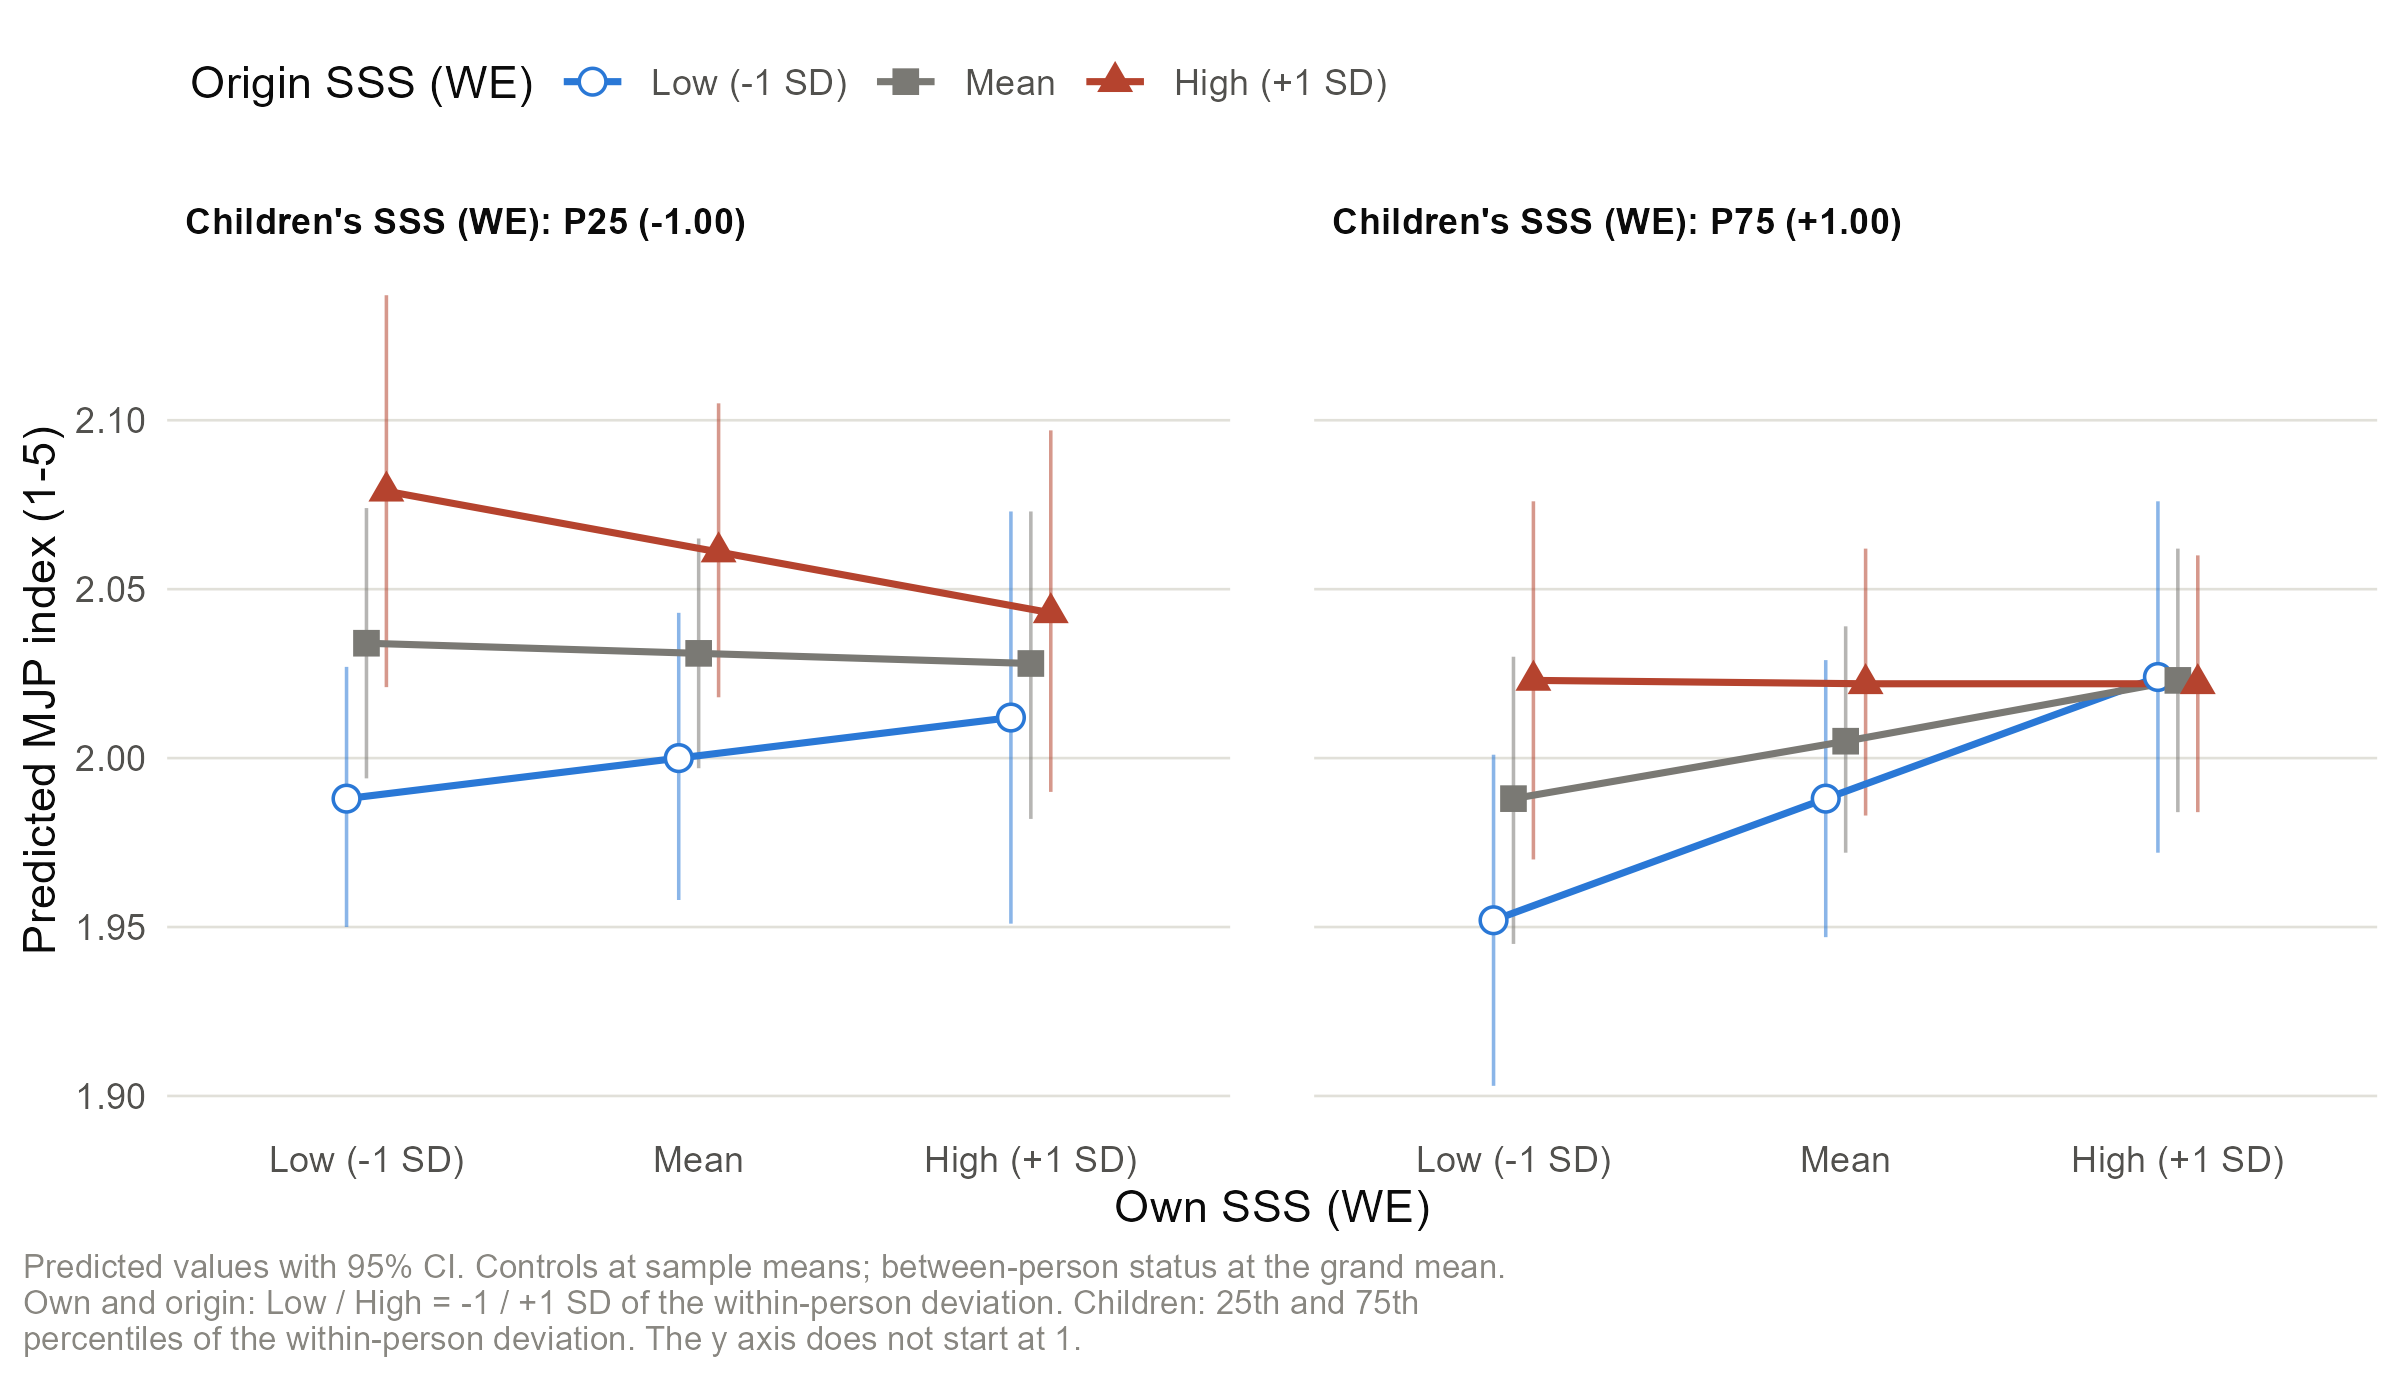 Origin SSS (WE) Low (-1 SD) Mean High (+1 SD)
Children's SSS (WE): P25 (-1.00)
Children's SSS (WE): P75 (+1.00)
Predicted MJP index (1-5)
2.10
2.05
2.00
1.95
1.90
Low (-1 SD) Mean High (+1 SD)
Low (-1 SD) Mean High (+1 SD)
Own SSS (WE)
Predicted values with 95% CI. Controls at sample means; between-person status at the grand mean.
Own and origin: Low / High = -1 / +1 SD of the within-person deviation. Children: 25th and 75th
percentiles of the within-person deviation. The y axis does not start at 1.